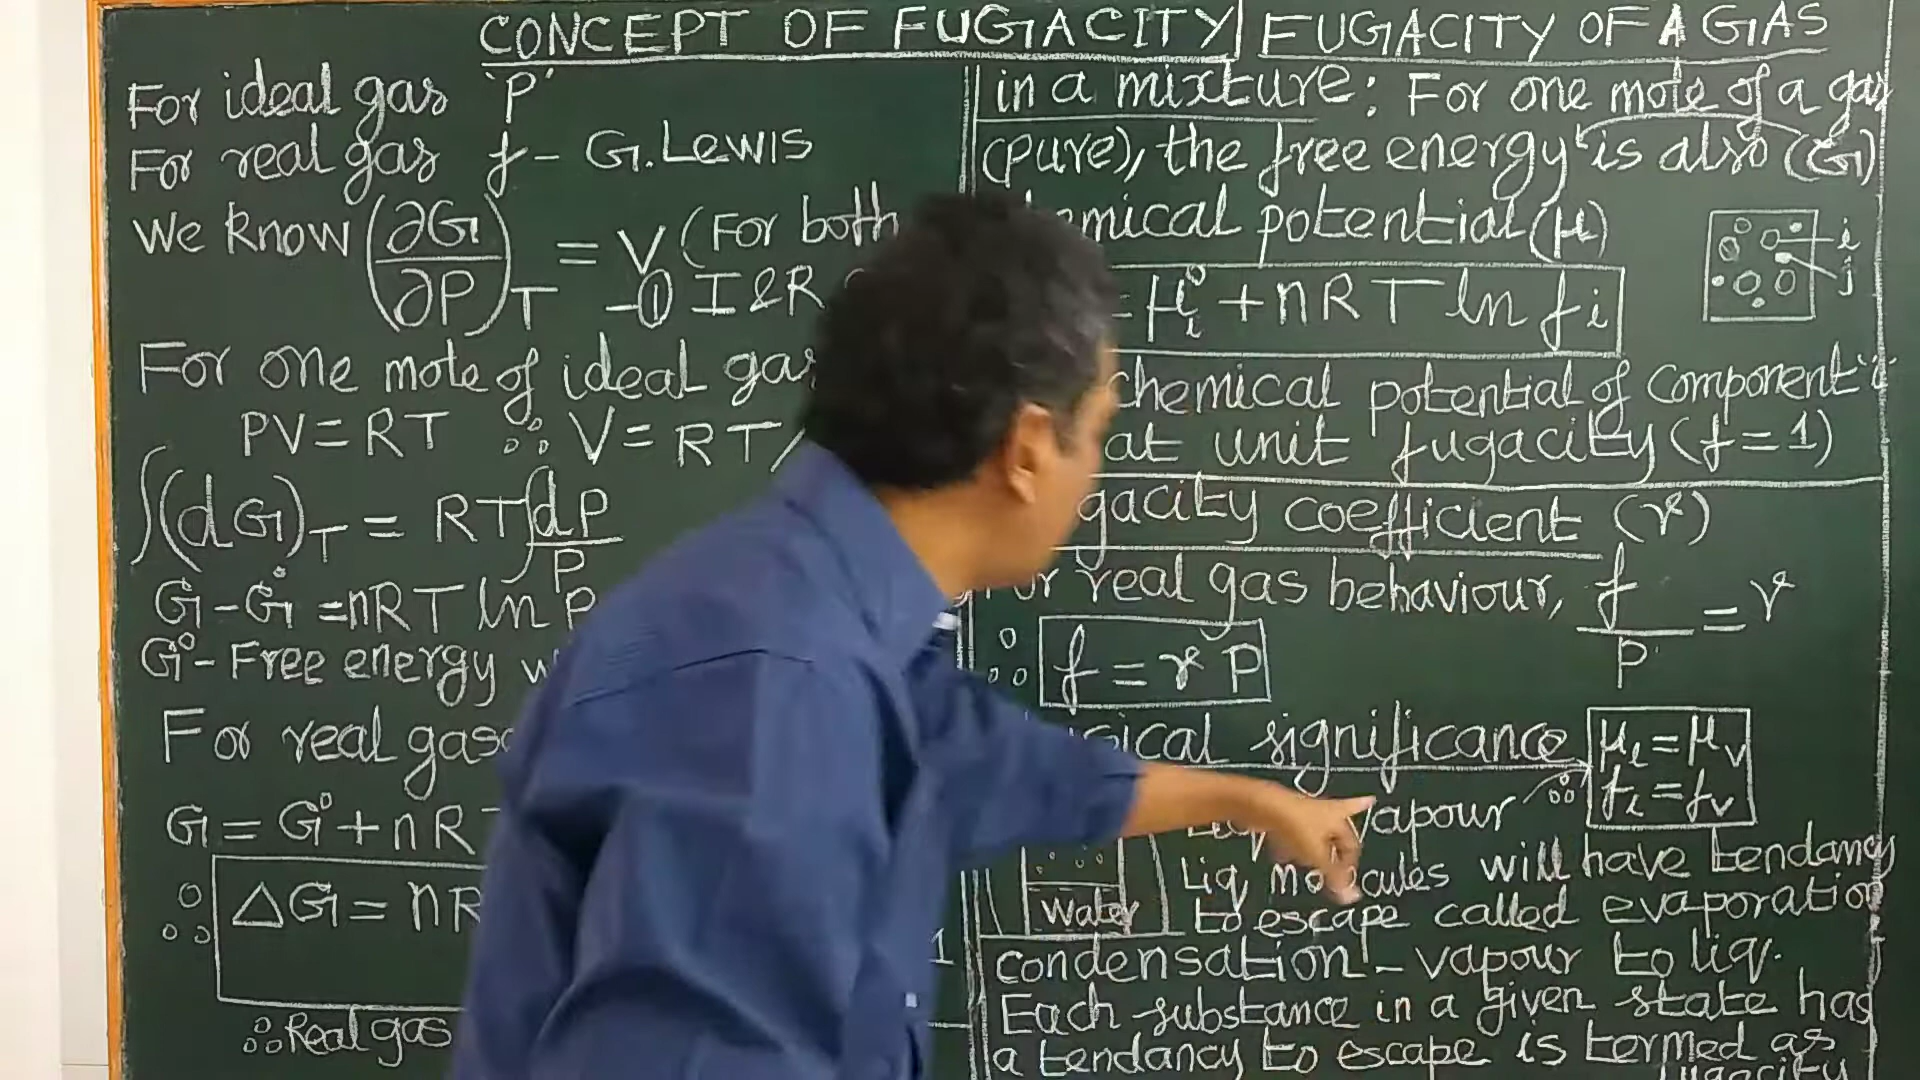 CONCEPT OF FUGACITY
For ideal gas 'P'
For real gas f - G. Lewis
We know (∂G/∂P)T = V (For both
-① I & R
For one mole of ideal gas
PV = RT ∴ V = RT/
∫(dG)T = RT∫dP/P
G - G° = nRT ln P
G° - Free energy
For real gas
G = G° + nR
∴ ΔG = nR
1
∴ Real gas
FUGACITY OF A GAS
in a mixture: For one mole of a gas
(pure), the free energy is also (G)
chemical potential (μ)
= μi° + nRT ln fi
i
j
chemical potential of component 'i'
at unit fugacity (f = 1)
coefficient (γ)
real gas behaviour, f/P = γ
∴ f = γ P
significance
μl = μv
∴ fl = fv
vapour
Liq molecules will have tendancy
to escape called evaporation
Water
condensation - vapour to liq.
Each substance in a given state has
a tendancy to escape is termed as